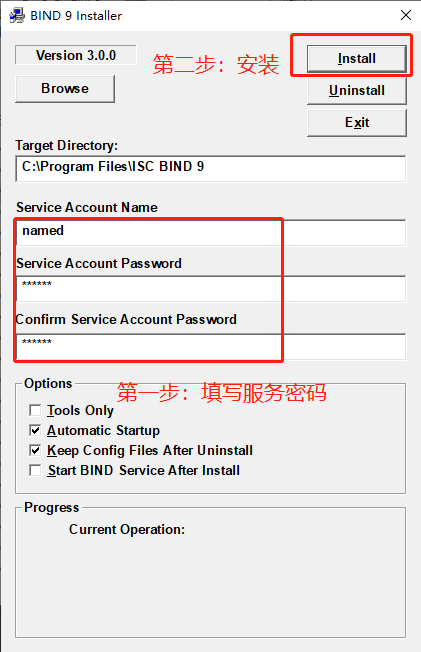 BIND 9 Installer
Version 3.0.0
第二步：安装
Install
Browse
Uninstall
Exit
Target Directory:
C:\Program Files\ISC BIND 9
Service Account Name
named
Service Account Password
******
Confirm Service Account Password
******
Options
第一步：填写服务密码
Tools Only
Automatic Startup
Keep Config Files After Uninstall
Start BIND Service After Install
Progress
Current Operation: